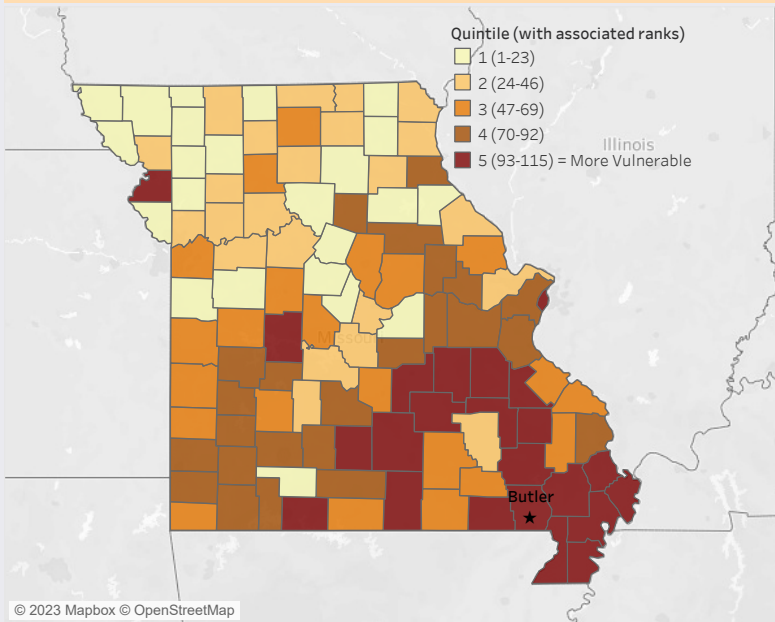 Quintile (with associated ranks)
1 (1-23)
2 (24-46)
3 (47-69)
4 (70-92)
5 (93-115) = More Vulnerable
Illinois
Missouri
Butler
© 2023 Mapbox © OpenStreetMap